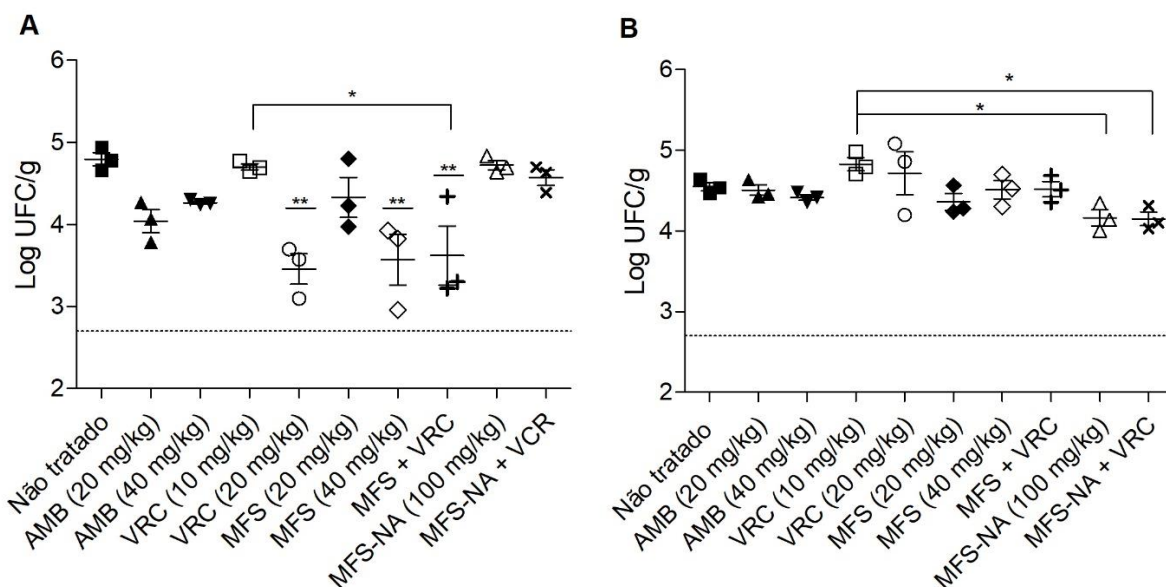 A
Log UFC/g
6
5
4
3
2
*
**
**
**
Não tratado
AMB (20 mg/kg)
AMB (40 mg/kg)
VRC (10 mg/kg)
VRC (20 mg/kg)
MFS (20 mg/kg)
MFS (40 mg/kg)
MFS + VRC
MFS-NA (100 mg/kg)
MFS-NA + VCR
B
Log UFC/g
6
5
4
3
2
*
*
Não tratado
AMB (20 mg/kg)
AMB (40 mg/kg)
VRC (10 mg/kg)
VRC (20 mg/kg)
MFS (20 mg/kg)
MFS (40 mg/kg)
MFS + VRC
MFS-NA (100 mg/kg)
MFS-NA + VRC